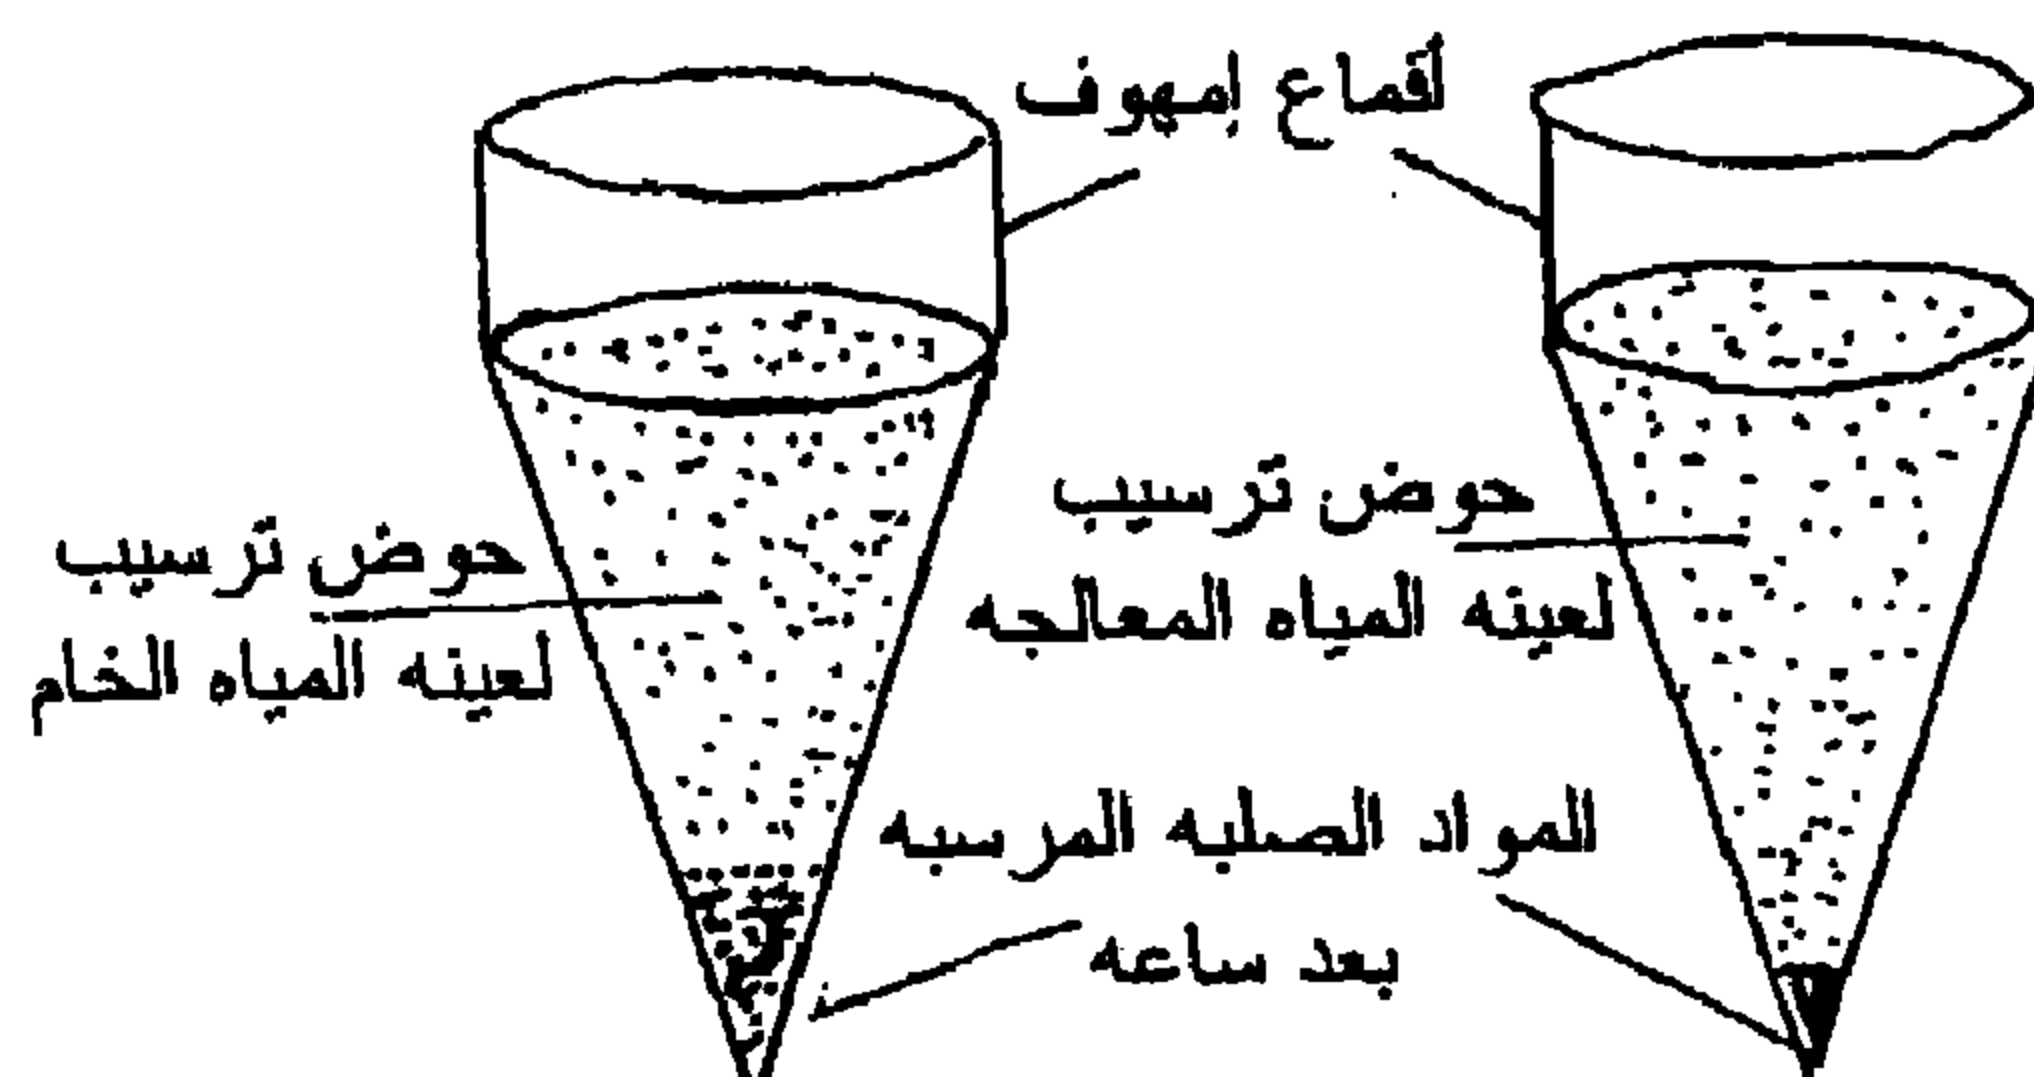 أقماع إمهوف
حوض ترسيب
لعينه المياه المعالجه
حوض ترسيب
لعينه المياه الخام
المواد الصلبه المرسبه
بعد ساعه